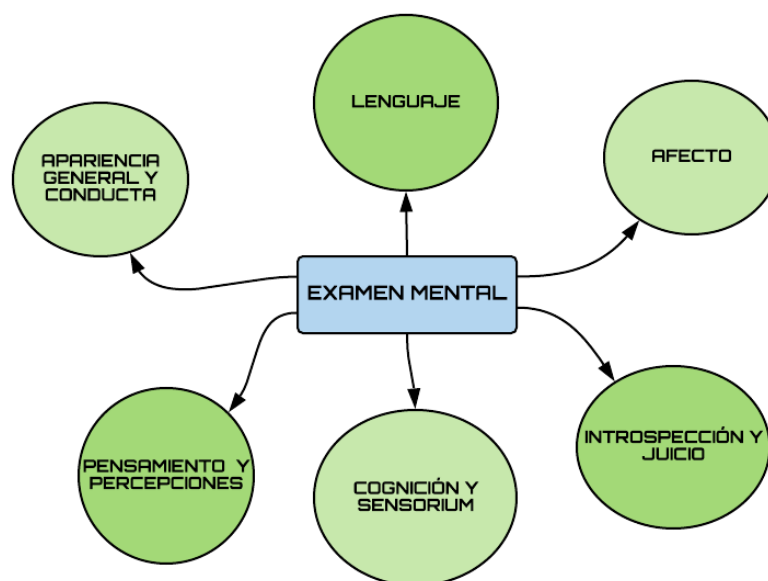 LENGUAJE
AFECTO
APARIENCIA
GENERAL Y
CONDUCTA
EXAMEN MENTAL
INTROSPECCIÓN Y
JUICIO
PENSAMIENTO Y
PERCEPCIONES
COGNICIÓN Y
SENSORIUM